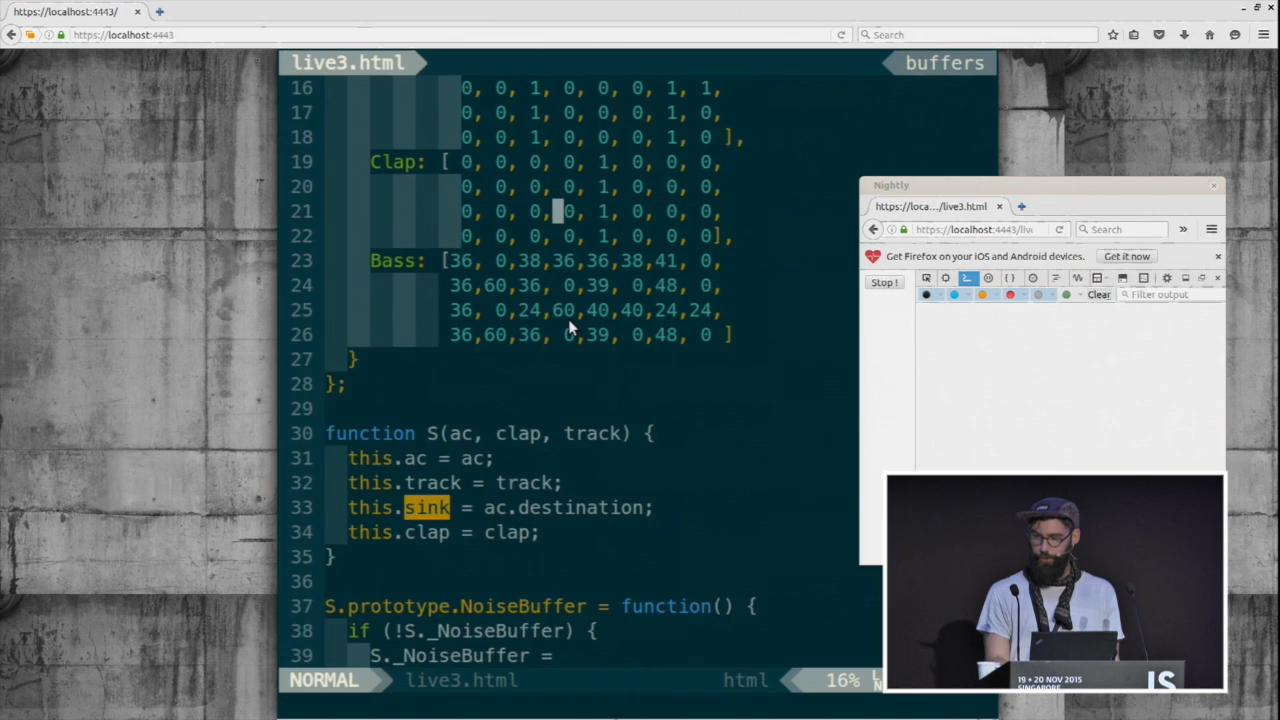 https://localhost:4443/
https://localhost:4443
Search
live3.html
buffers
16 0, 0, 1, 0, 0, 0, 1, 1,
17 0, 0, 1, 0, 0, 0, 1, 0,
18 0, 0, 1, 0, 0, 0, 1, 0 ],
19 Clap: [ 0, 0, 0, 0, 1, 0, 0, 0,
20 0, 0, 0, 0, 1, 0, 0, 0,
21 0, 0, 0, 0, 1, 0, 0, 0,
22 0, 0, 0, 0, 1, 0, 0, 0],
23 Bass: [36, 0,38,36,36,38,41, 0,
24 36,60,36, 0,39, 0,48, 0,
25 36, 0,24,60,40,40,24,24,
26 36,60,36, 0,39, 0,48, 0 ]
27 }
28 };
29
30 function S(ac, clap, track) {
31 this.ac = ac;
32 this.track = track;
33 this.sink = ac.destination;
34 this.clap = clap;
35 }
36
37 S.prototype.NoiseBuffer = function() {
38 if (!S._NoiseBuffer) {
39 S._NoiseBuffer =
NORMAL live3.html html 16%
Nightly
https://loca.../live3.html
https://localhost:4443/live
Search
Get Firefox on your iOS and Android devices. Get it now
Stop !
Clear
Filter output
19 + 20 NOV 2015
SINGAPORE
JS